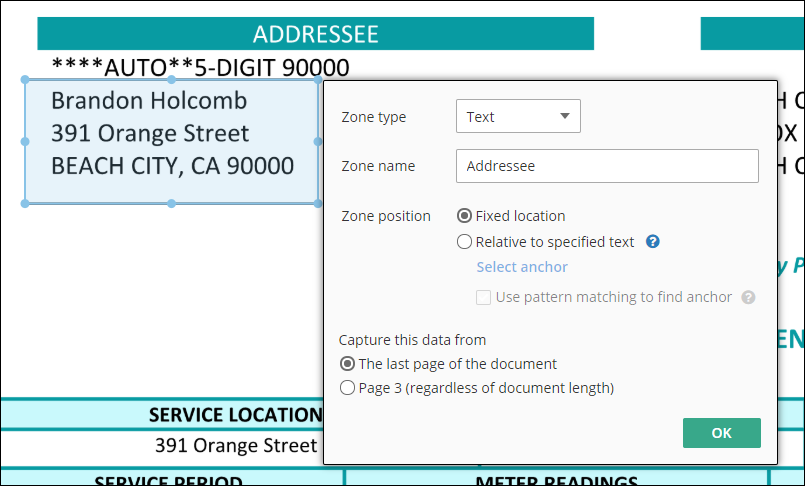 ADDRESSEE
****AUTO**5-DIGIT 90000
Brandon Holcomb
391 Orange Street
BEACH CITY, CA 90000
Zone type
Text
Zone name
Addressee
Zone position
Fixed location
Relative to specified text ?
Select anchor
Use pattern matching to find anchor ?
Capture this data from
The last page of the document
Page 3 (regardless of document length)
OK
SERVICE LOCATION
391 Orange Street
SERVICE PERIOD
METER READINGS